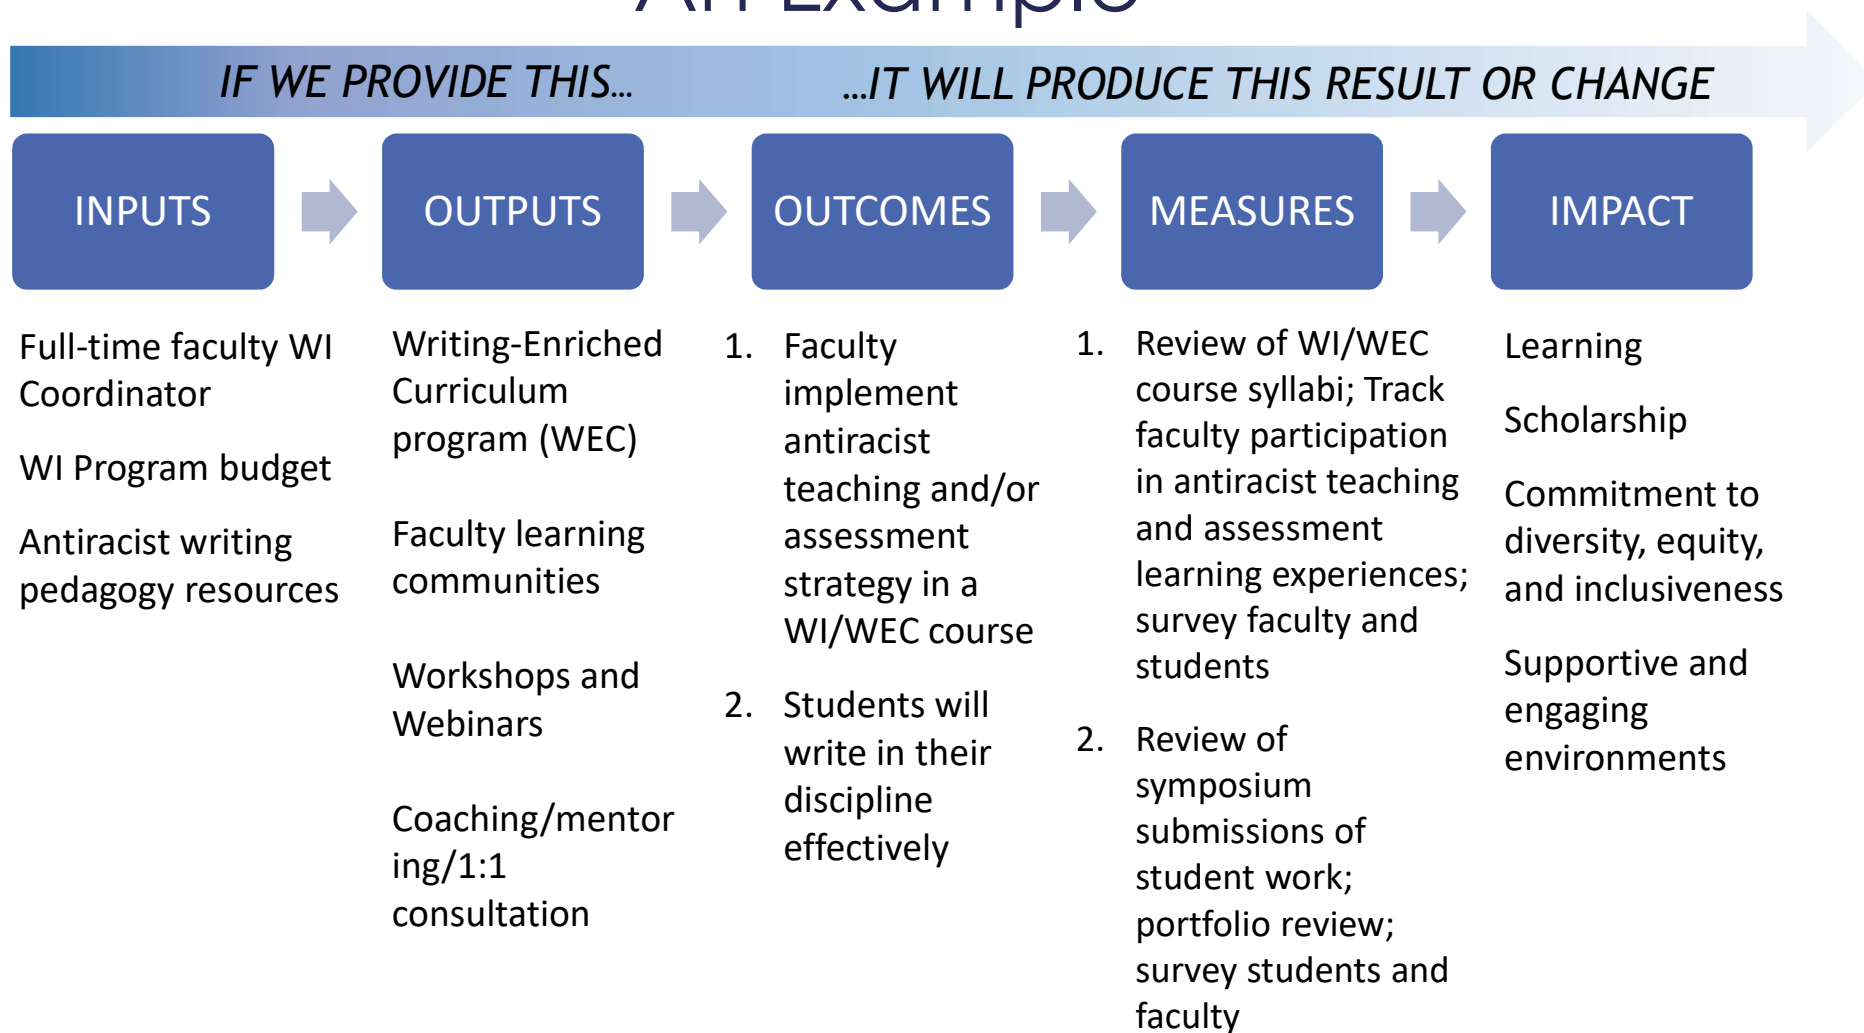 An Example
IF WE PROVIDE THIS…
…IT WILL PRODUCE THIS RESULT OR CHANGE
INPUTS
OUTPUTS
OUTCOMES
MEASURES
IMPACT
Full-time faculty WI
Coordinator
WI Program budget
Antiracist writing
pedagogy resources
Writing-Enriched
Curriculum
program (WEC)
Faculty learning
communities
Workshops and
Webinars
Coaching/mentor
ing/1:1
consultation
1. Faculty
implement
antiracist
teaching and/or
assessment
strategy in a
WI/WEC course
2. Students will
write in their
discipline
effectively
1. Review of WI/WEC
course syllabi; Track
faculty participation
in antiracist teaching
and assessment
learning experiences;
survey faculty and
students
2. Review of
symposium
submissions of
student work;
portfolio review;
survey students and
faculty
Learning
Scholarship
Commitment to
diversity, equity,
and inclusiveness
Supportive and
engaging
environments